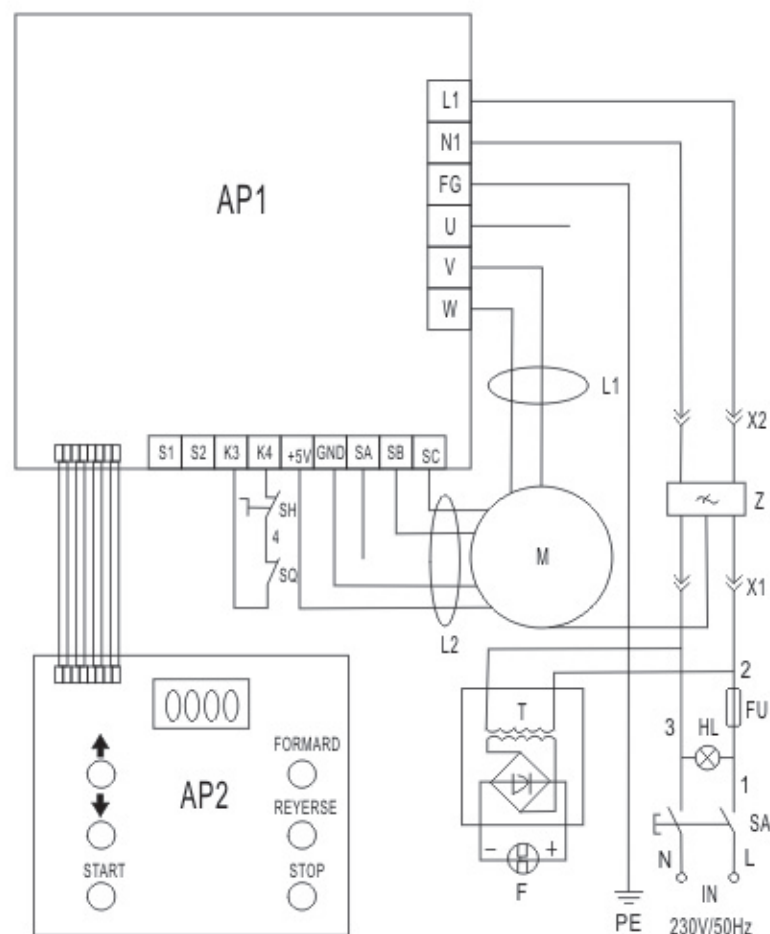 AP1
L1
N1
FG
U
V
W
L1
X2
S1 S2 K3 K4 +5V GND SA SB SC
SH
4
SQ
M
Z
X1
L2
2
T
3
HL
FU
1
AP2
FORMARD
REYERSE
START
STOP
0000
SA
N
L
− +
F
IN
PE
230V/50Hz